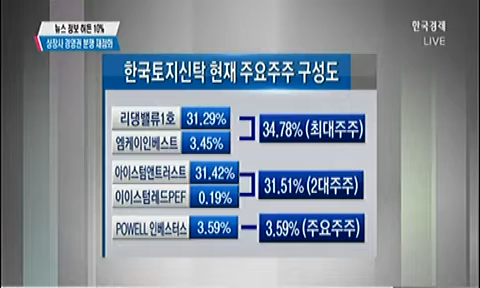 뉴스 정보 히든 10%
상장사 경영권 분쟁 재점화
한국경제
LIVE
한국토지신탁 현재 주요주주 구성도
리댕밸류1호 31.29%
엠케이인베스트 3.45%
34.78% (최대주주)
아이스텀앤트러스트 31.42%
아이스텀레드PEF 0.19%
31.51% (2대주주)
POWELL 인베스터스 3.59%
3.59% (주요주주)